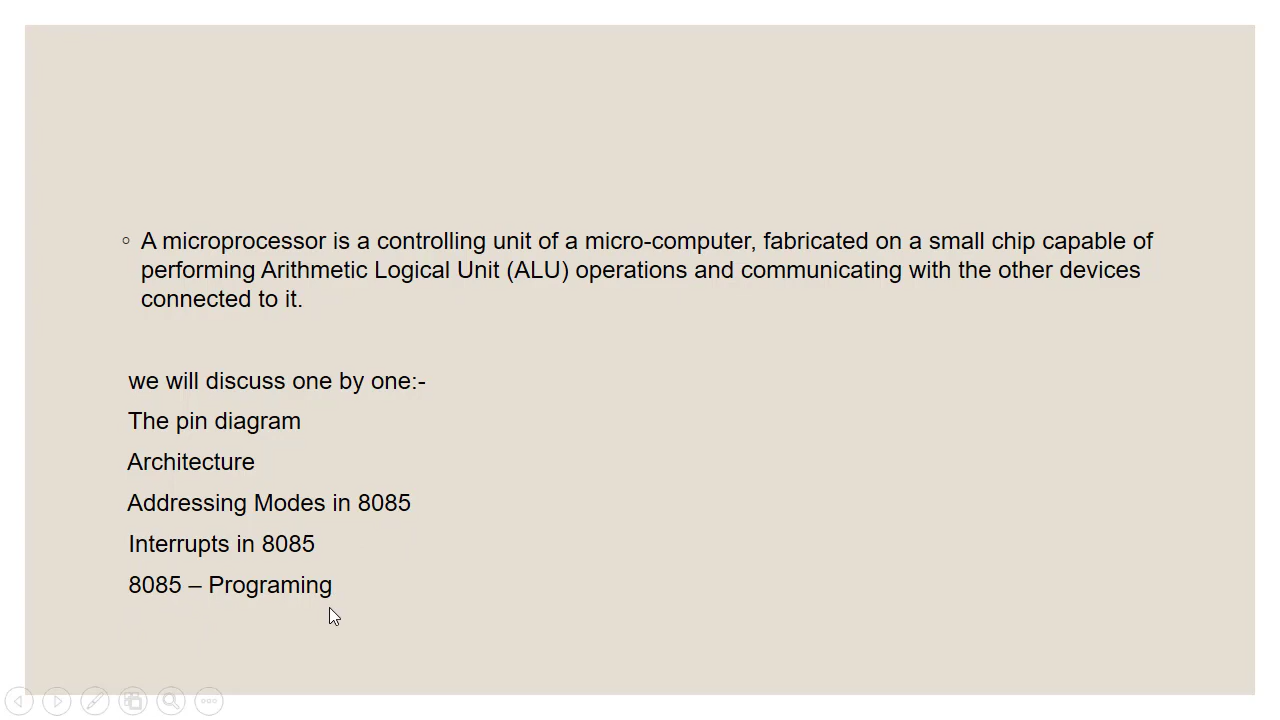 ◦ A microprocessor is a controlling unit of a micro-computer, fabricated on a small chip capable of
performing Arithmetic Logical Unit (ALU) operations and communicating with the other devices
connected to it.
we will discuss one by one:-
The pin diagram
Architecture
Addressing Modes in 8085
Interrupts in 8085
8085 – Programing